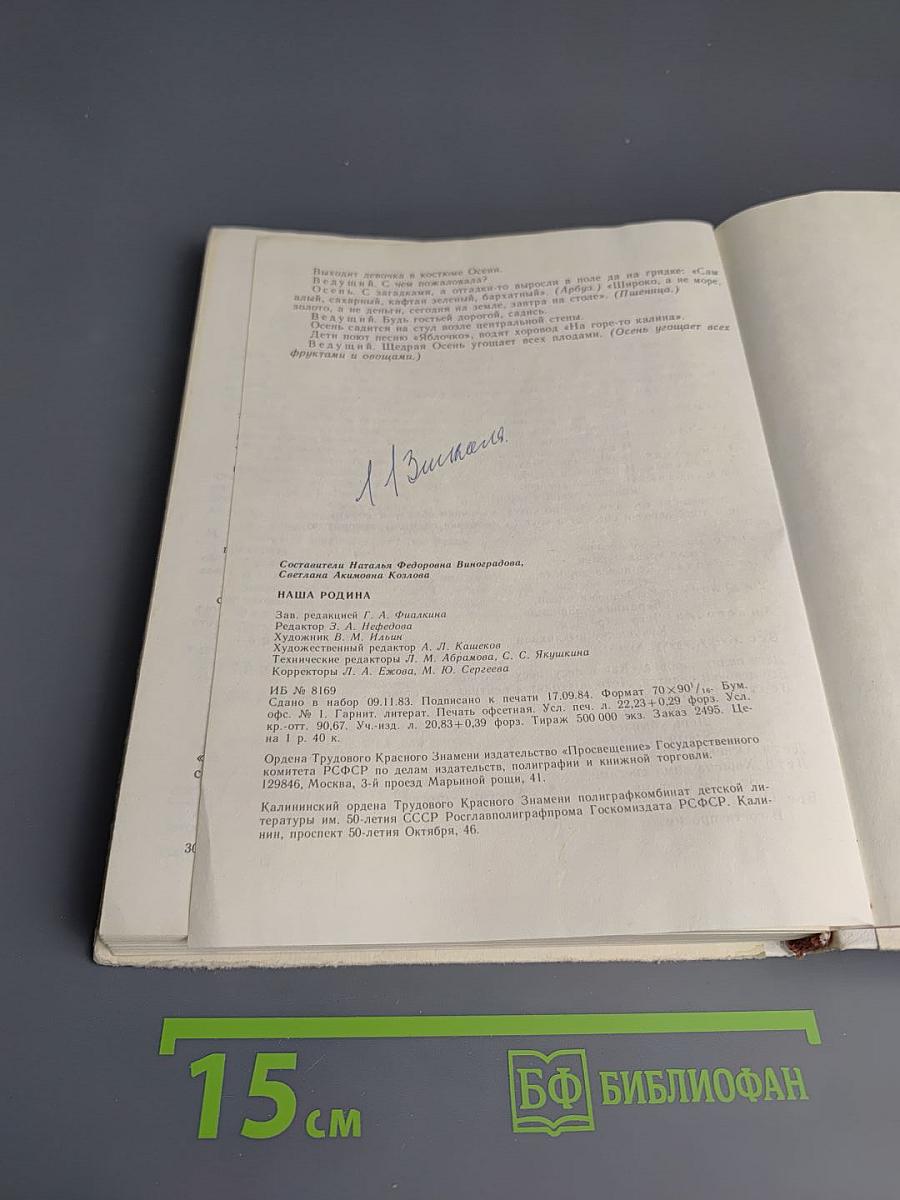 Выходит девочка в костюме Осени.
Ведущий. С чем пожаловала?
Осень. С загадками, а отгадки-то выросли в поле да на грядке: «Сам
алый, сахарный, кафтан зеленый, бархатный». (Арбуз.) «Широко, а не море,
золото, а не деньги, сегодня на земле, завтра на столе». (Пшеница.)
Ведущий. Будь гостьей дорогой, садись.
Осень садится на стул возле центральной стены.
Дети поют песню «Яблочко», водят хоровод «На горе-то калина».
Ведущий. Щедрая Осень угощает всех плодами. (Осень угощает всех
фруктами и овощами.)
Составители Наталья Федоровна Виноградова,
Светлана Акимовна Козлова
НАША РОДИНА
Зав. редакцией Г. А. Фиалкина
Редактор З. А. Нефедова
Художник В. М. Ильин
Художественный редактор А. Л. Кашеков
Технические редакторы Л. М. Абрамова, С. С. Якушкина
Корректоры Л. А. Ежова, М. Ю. Сергеева
ИБ № 8169
Сдано в набор 09.11.83. Подписано к печати 17.09.84. Формат 70×90¹/₁₆. Бум.
офс. № 1. Гарнит. литерат. Печать офсетная. Усл. печ. л. 22,23+0,29 форз. Усл.
кр.-отт. 90,67. Уч.-изд. л. 20,83+0,39 форз. Тираж 500 000 экз. Заказ 2495. Це-
на 1 р. 40 к.
Ордена Трудового Красного Знамени издательство «Просвещение» Государственного
комитета РСФСР по делам издательств, полиграфии и книжной торговли.
129846, Москва, 3-й проезд Марьиной рощи, 41.
Калининский ордена Трудового Красного Знамени полиграфкомбинат детской ли-
тературы им. 50-летия СССР Росглавполиграфпрома Госкомиздата РСФСР. Кали-
нин, проспект 50-летия Октября, 46.
30
15 см
БФ БИБЛИОФАН